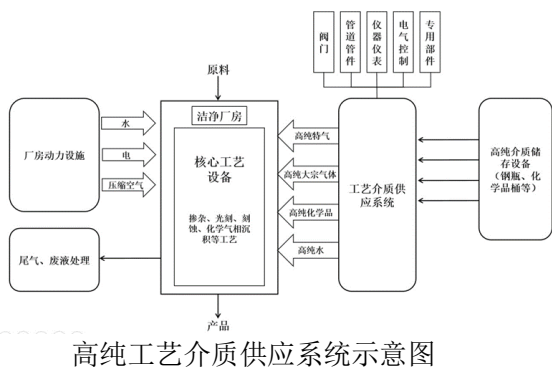 阀门
管道管件
仪器仪表
电气控制
专用部件
原料
厂房动力设施
水
电
压缩空气
洁净厂房
核心工艺
设备
掺杂、光刻、刻
蚀、化学气相沉
积等工艺
高纯特气
高纯大宗气体
高纯化学品
高纯水
工艺介质供
应系统
高纯介质储
存设备
（钢瓶、化
学品桶等）
尾气、废液处理
产品
高纯工艺介质供应系统示意图